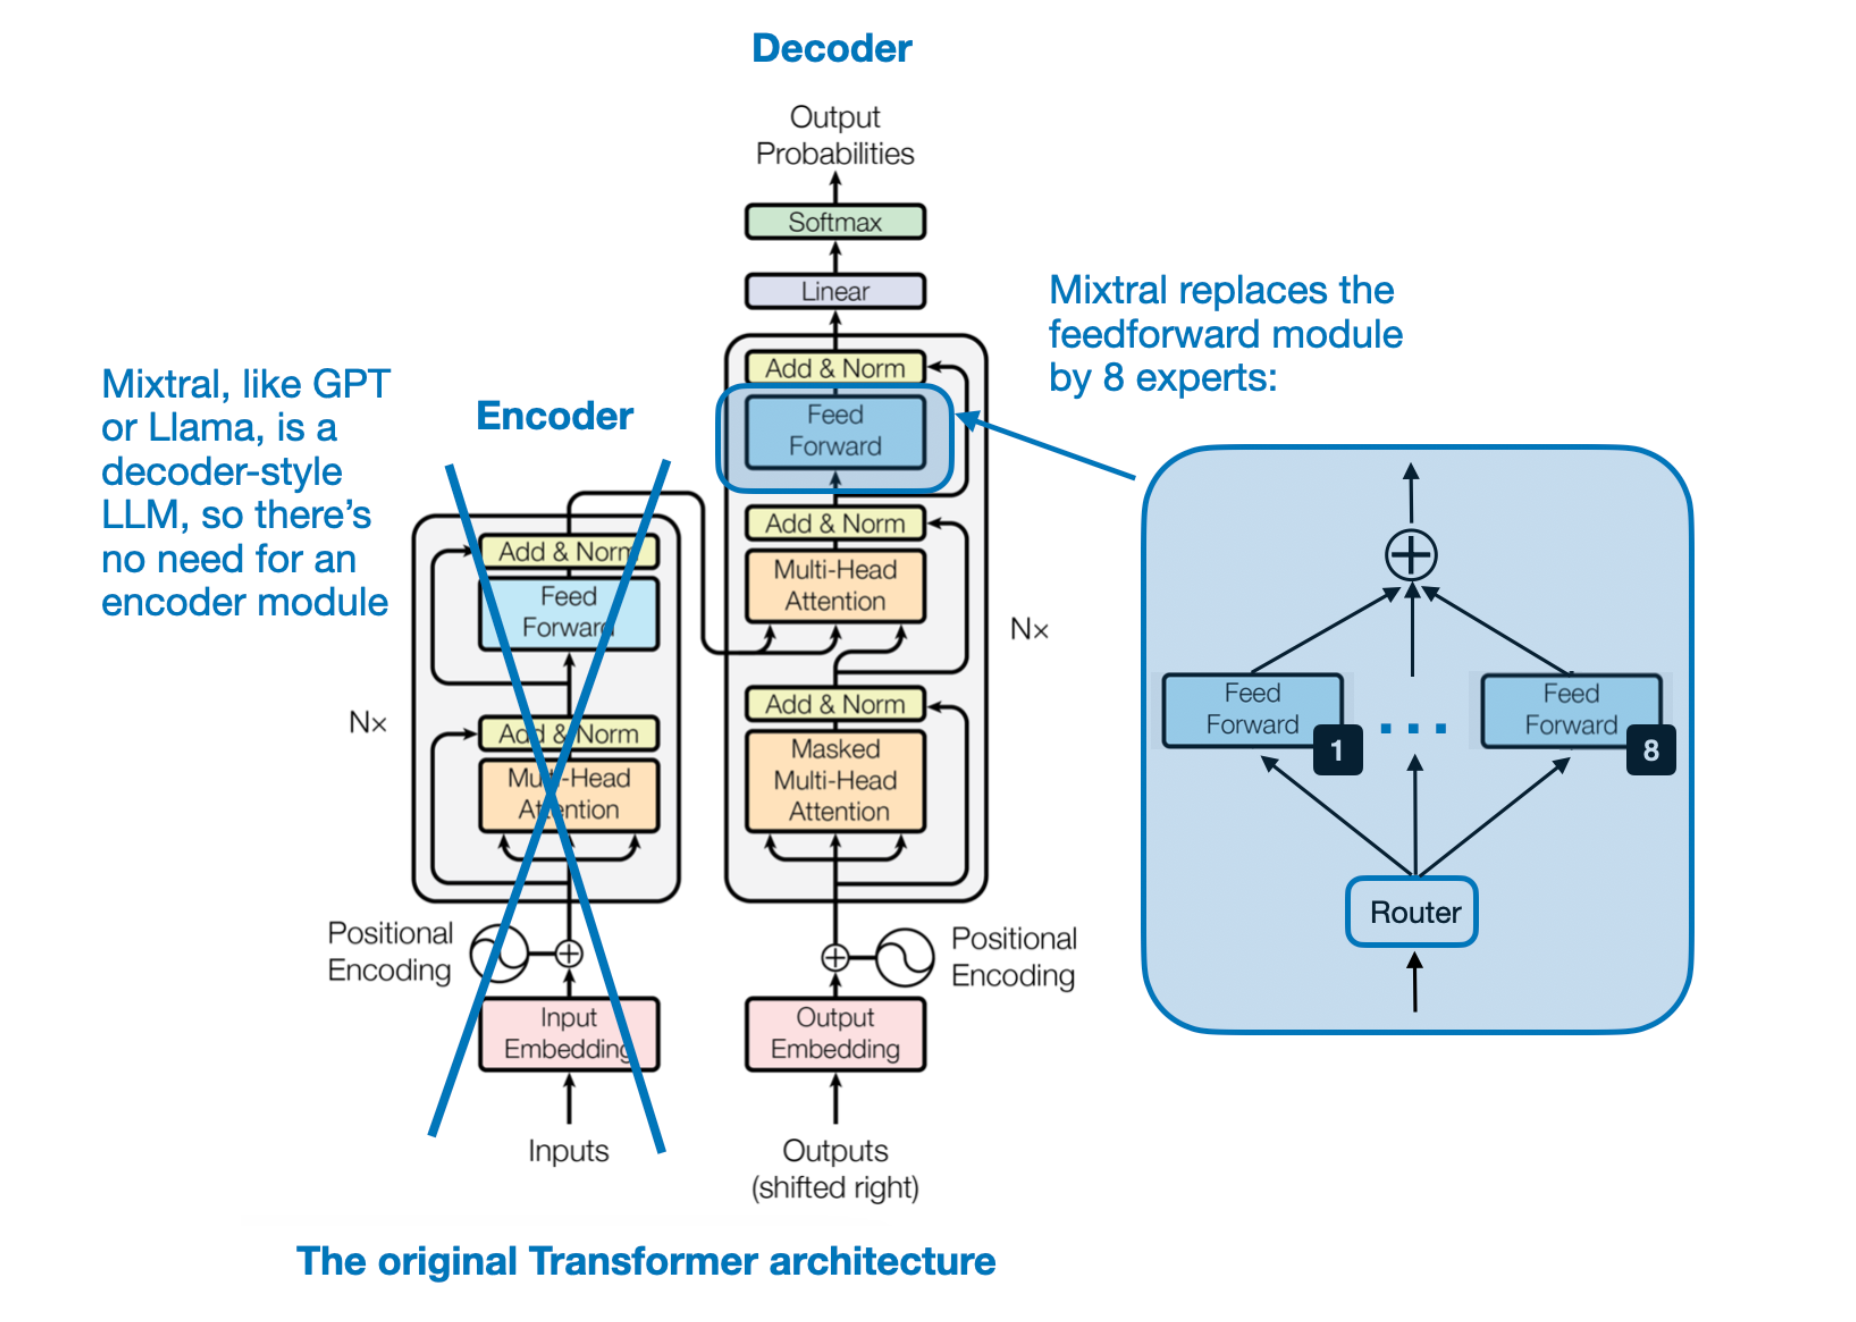 Decoder
Output
Probabilities
Softmax
Linear
Add & Norm
Feed
Forward
Add & Norm
Multi-Head
Attention
Nx
Add & Norm
Masked
Multi-Head
Attention
Positional
Encoding
Output
Embedding
Outputs
(shifted right)
Mixtral, like GPT
or Llama, is a
decoder-style
LLM, so there's
no need for an
encoder module
Encoder
Add & Norm
Feed
Forward
Nx
Add & Norm
Multi-Head
Attention
Positional
Encoding
Input
Embedding
Inputs
Mixtral replaces the
feedforward module
by 8 experts:
Feed
Forward
1
...
Feed
Forward
8
Router
The original Transformer architecture